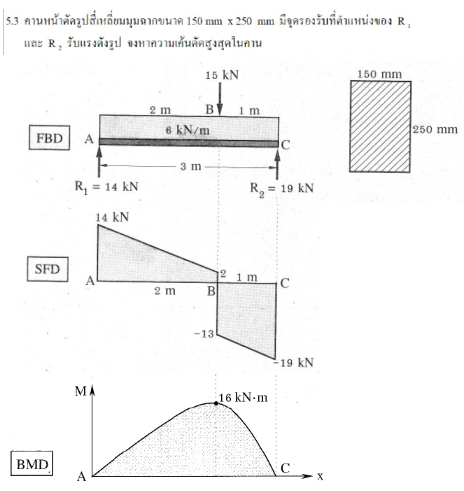 5.3 คานหน้าตัดรูปสี่เหลี่ยมมุมฉากขนาด 150 mm x 250 mm มีจุดรองรับที่ตำแหน่งของ R 1
และ R 2 รับแรงดังรูป จงหาความเค้นดัดสูงสุดในคาน
15 kN
150 mm
2 m B 1 m
6 kN/m
FBD A C
250 mm
3 m
R1 = 14 kN R2 = 19 kN
14 kN
SFD
2 1 m C
A 2 m B
-13
-19 kN
M
16 kN·m
BMD
A C x